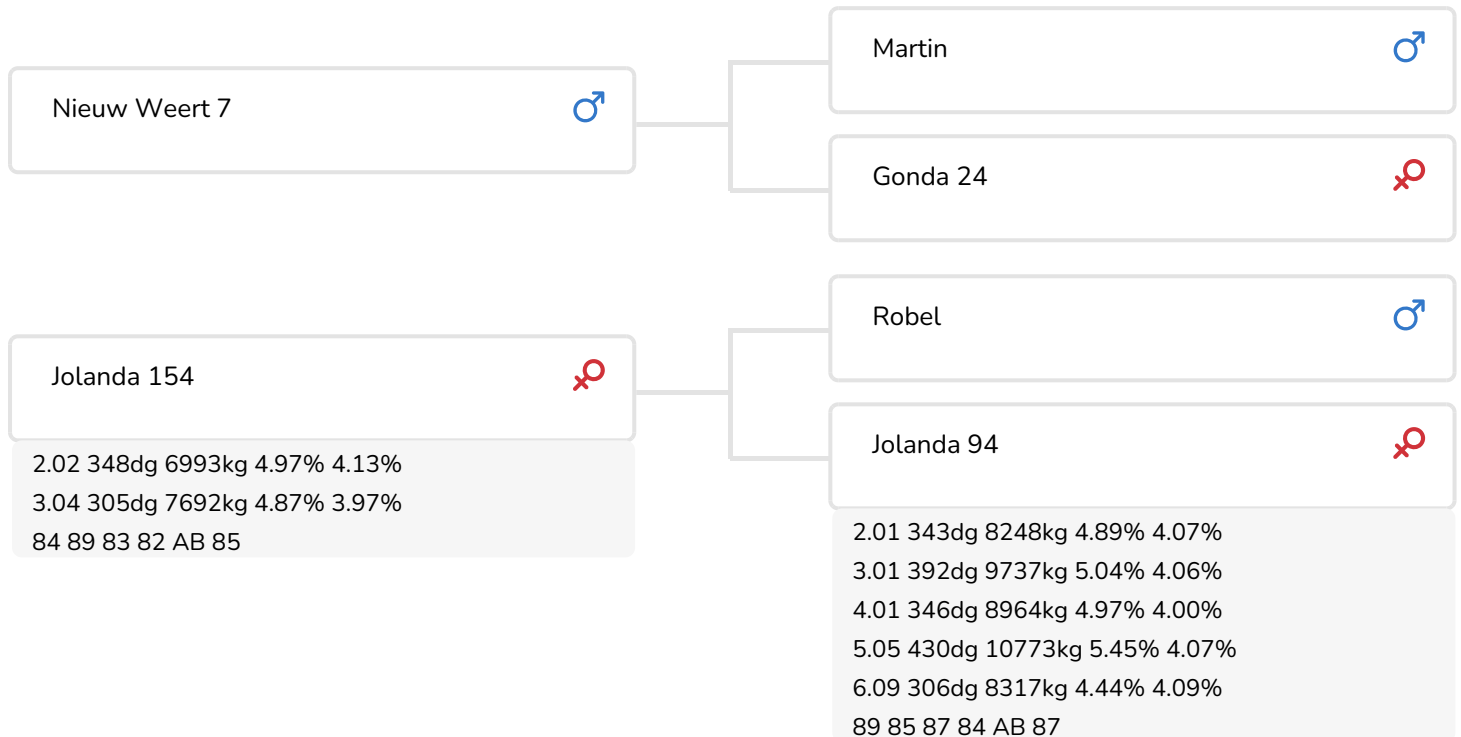 Martin
Nieuw Weert 7
Gonda 24
Robel
Jolanda 154
2.02 348dg 6993kg 4.97% 4.13%
3.04 305dg 7692kg 4.87% 3.97%
84 89 83 82 AB 85
Jolanda 94
2.01 343dg 8248kg 4.89% 4.07%
3.01 392dg 9737kg 5.04% 4.06%
4.01 346dg 8964kg 4.97% 4.00%
5.05 430dg 10773kg 5.45% 4.07%
6.09 306dg 8317kg 4.44% 4.09%
89 85 87 84 AB 87